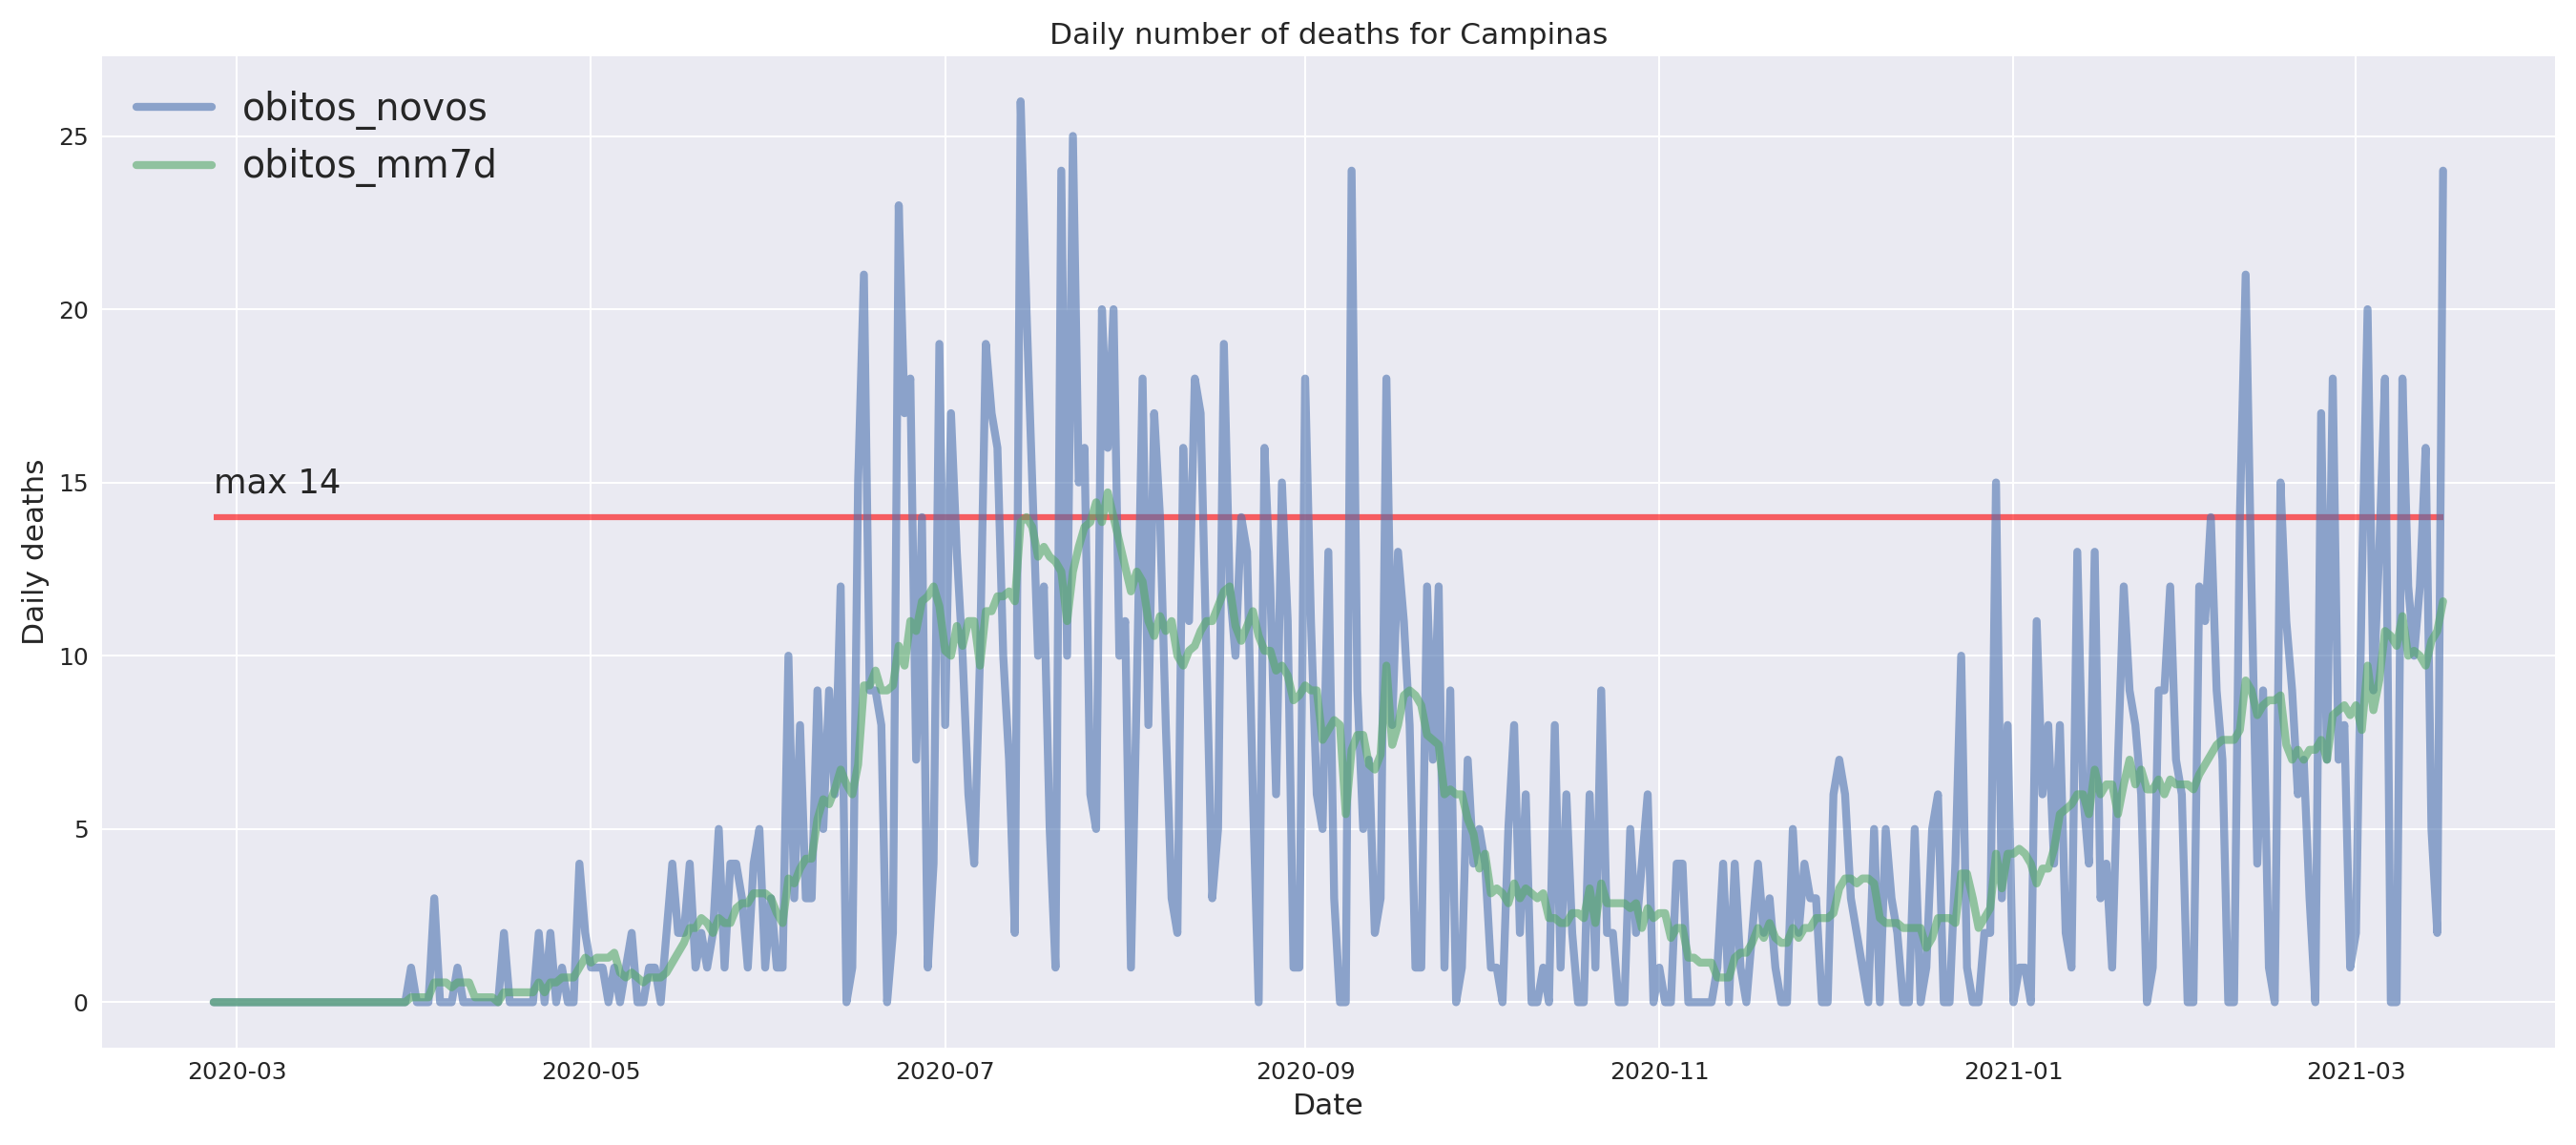 Daily number of deaths for Campinas
obitos_novos
obitos_mm7d
max 14
Daily deaths
25
20
15
10
5
0
2020-03
2020-05
2020-07
2020-09
2020-11
2021-01
2021-03
Date